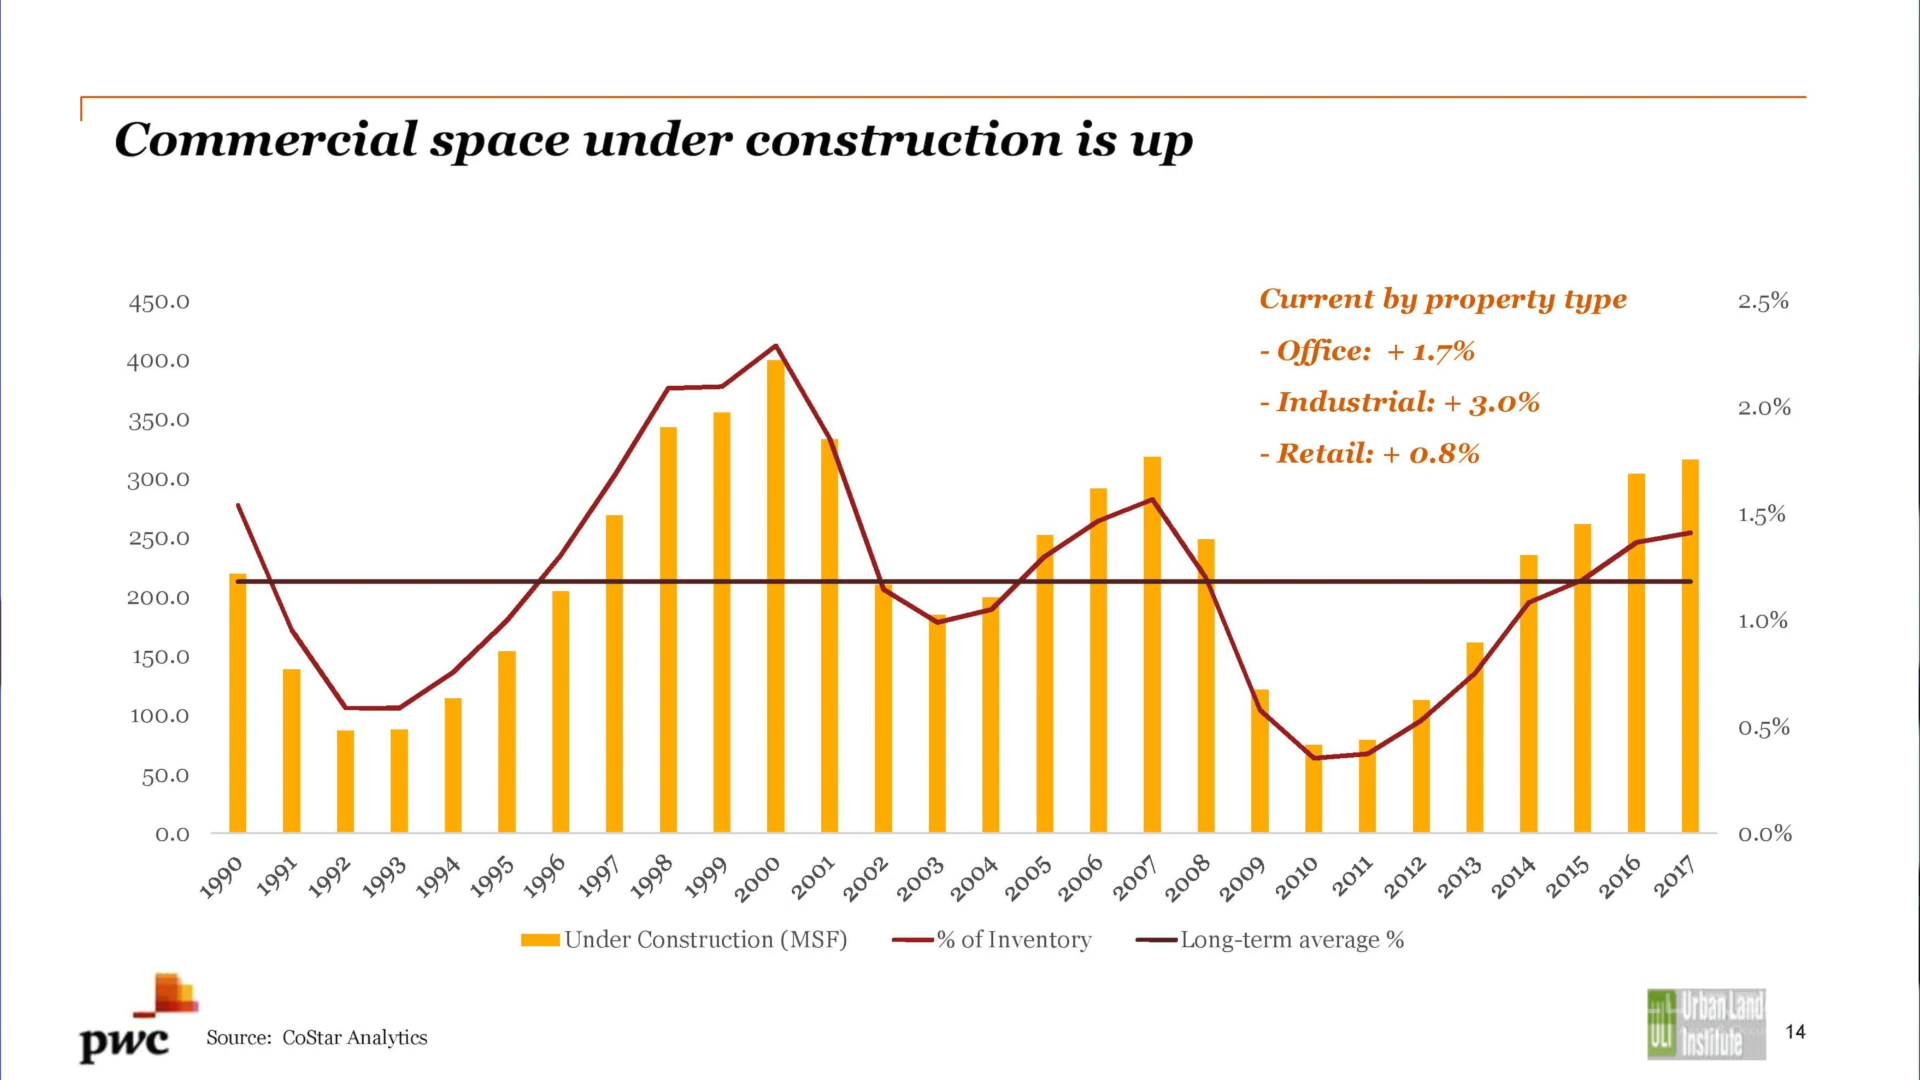 Commercial space under construction is up
450.0
400.0
350.0
300.0
250.0
200.0
150.0
100.0
50.0
0.0
Current by property type
- Office: + 1.7%
- Industrial: + 3.0%
- Retail: + 0.8%
2.5%
2.0%
1.5%
1.0%
0.5%
0.0%
1990 1991 1992 1993 1994 1995 1996 1997 1998 1999 2000 2001 2002 2003 2004 2005 2006 2007 2008 2009 2010 2011 2012 2013 2014 2015 2016 2017
Under Construction (MSF) % of Inventory Long-term average %
pwc
Source: CoStar Analytics
ULI
Urban Land
Institute
14